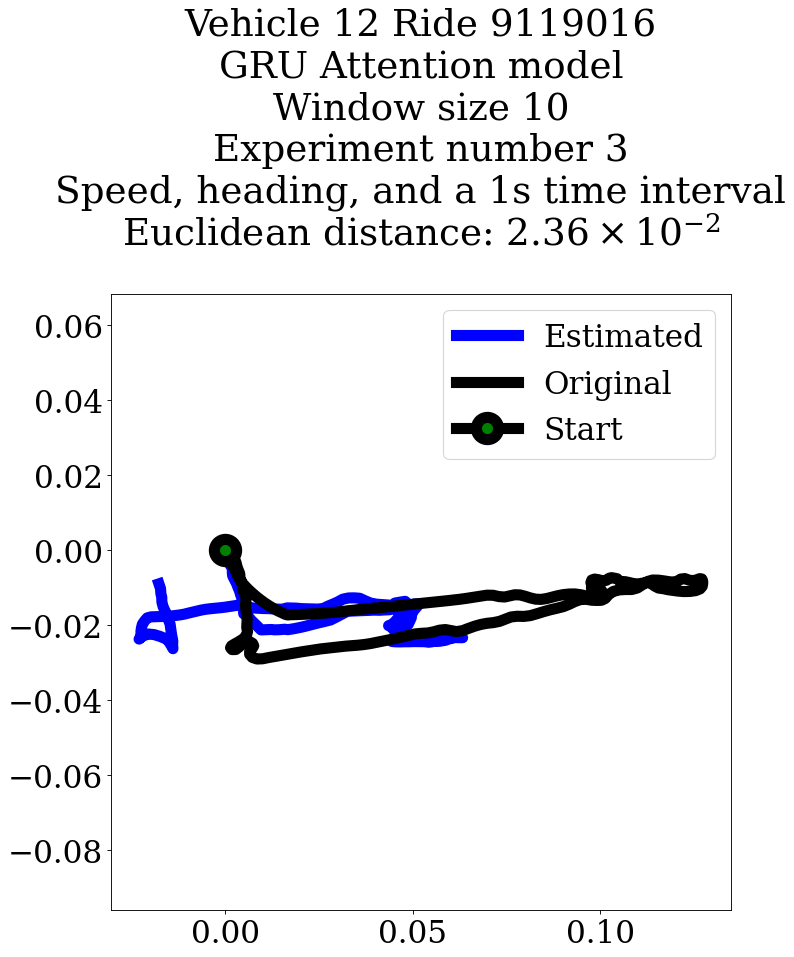 Vehicle 12 Ride 9119016
GRU Attention model
Window size 10
Experiment number 3
Speed, heading, and a 1s time interval
Euclidean distance: 2.36 × 10⁻²
Estimated
Original
Start
0.06
0.04
0.02
0.00
−0.02
−0.04
−0.06
−0.08
0.00 0.05 0.10